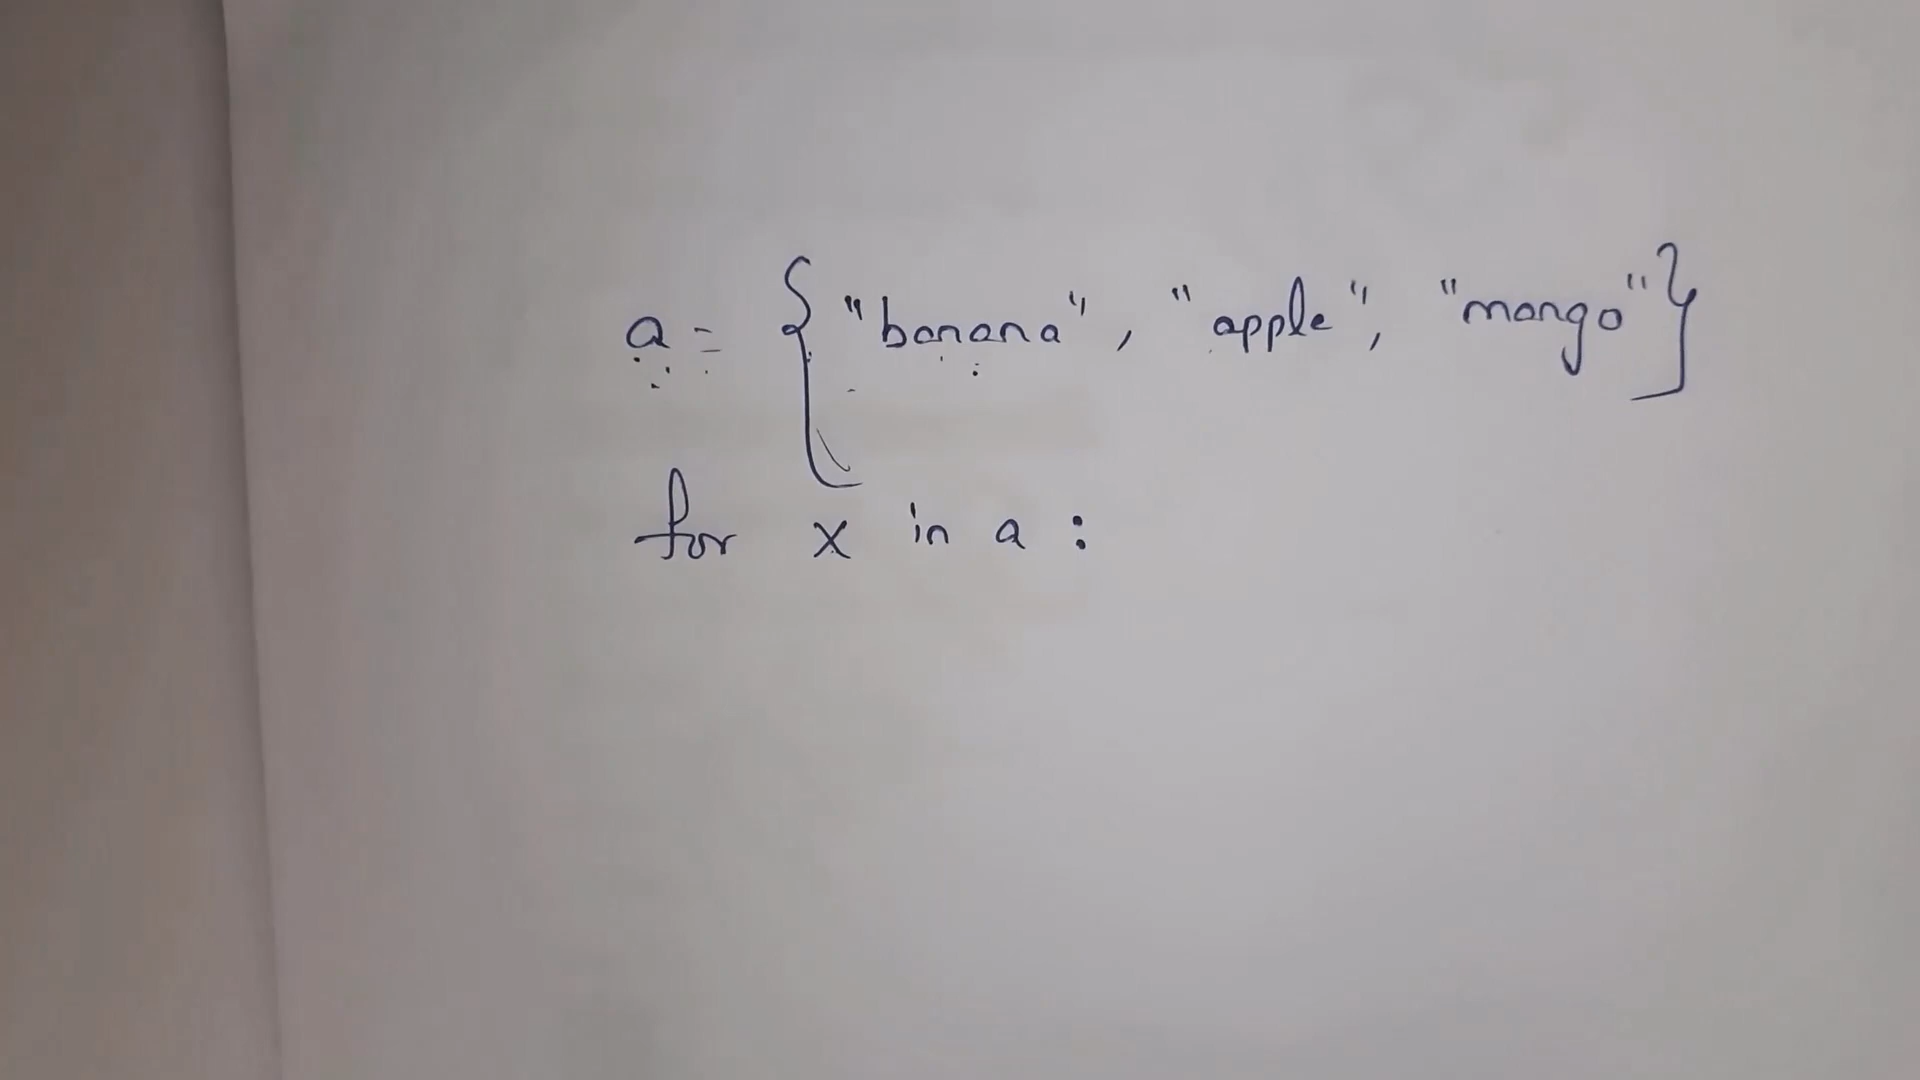 a = { "banana", "apple", "mango" }
for x in a :